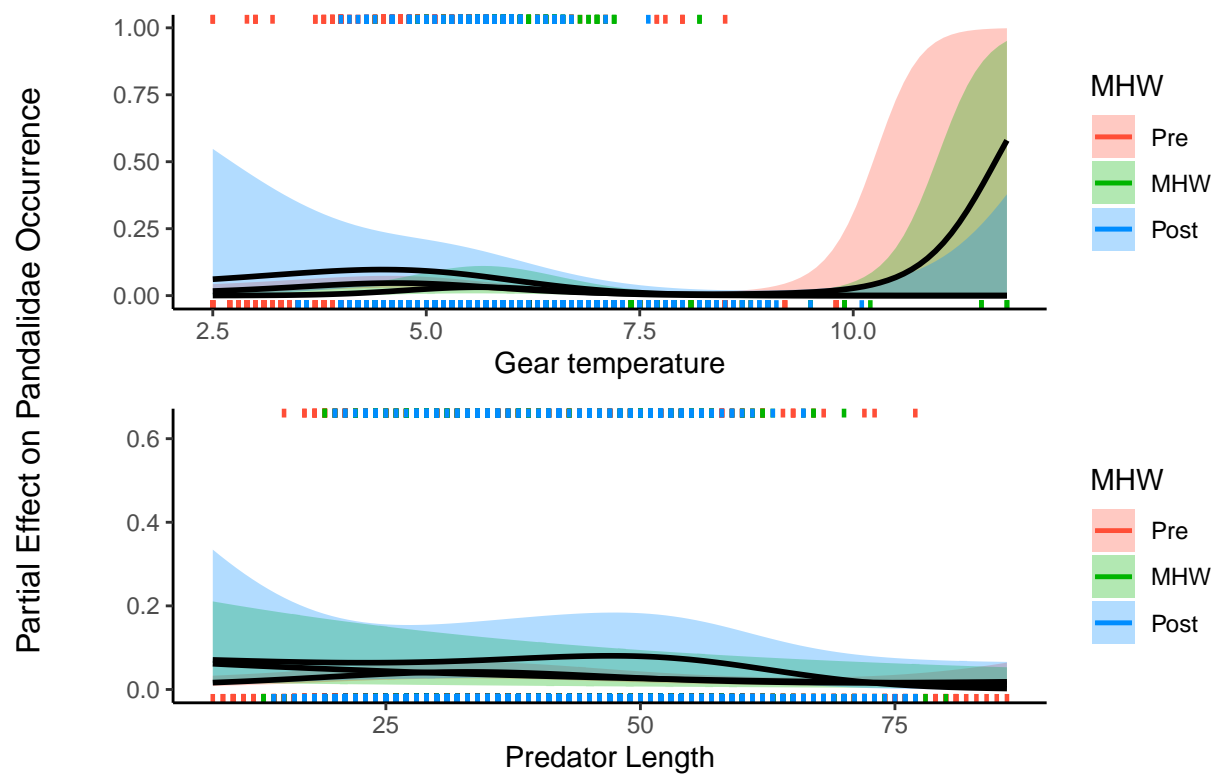 Partial Effect on Pandalidae Occurrence
1.00
0.75
0.50
0.25
0.00
2.5 5.0 7.5 10.0
Gear temperature
MHW
Pre
MHW
Post
0.6
0.4
0.2
0.0
25 50 75
Predator Length
MHW
Pre
MHW
Post